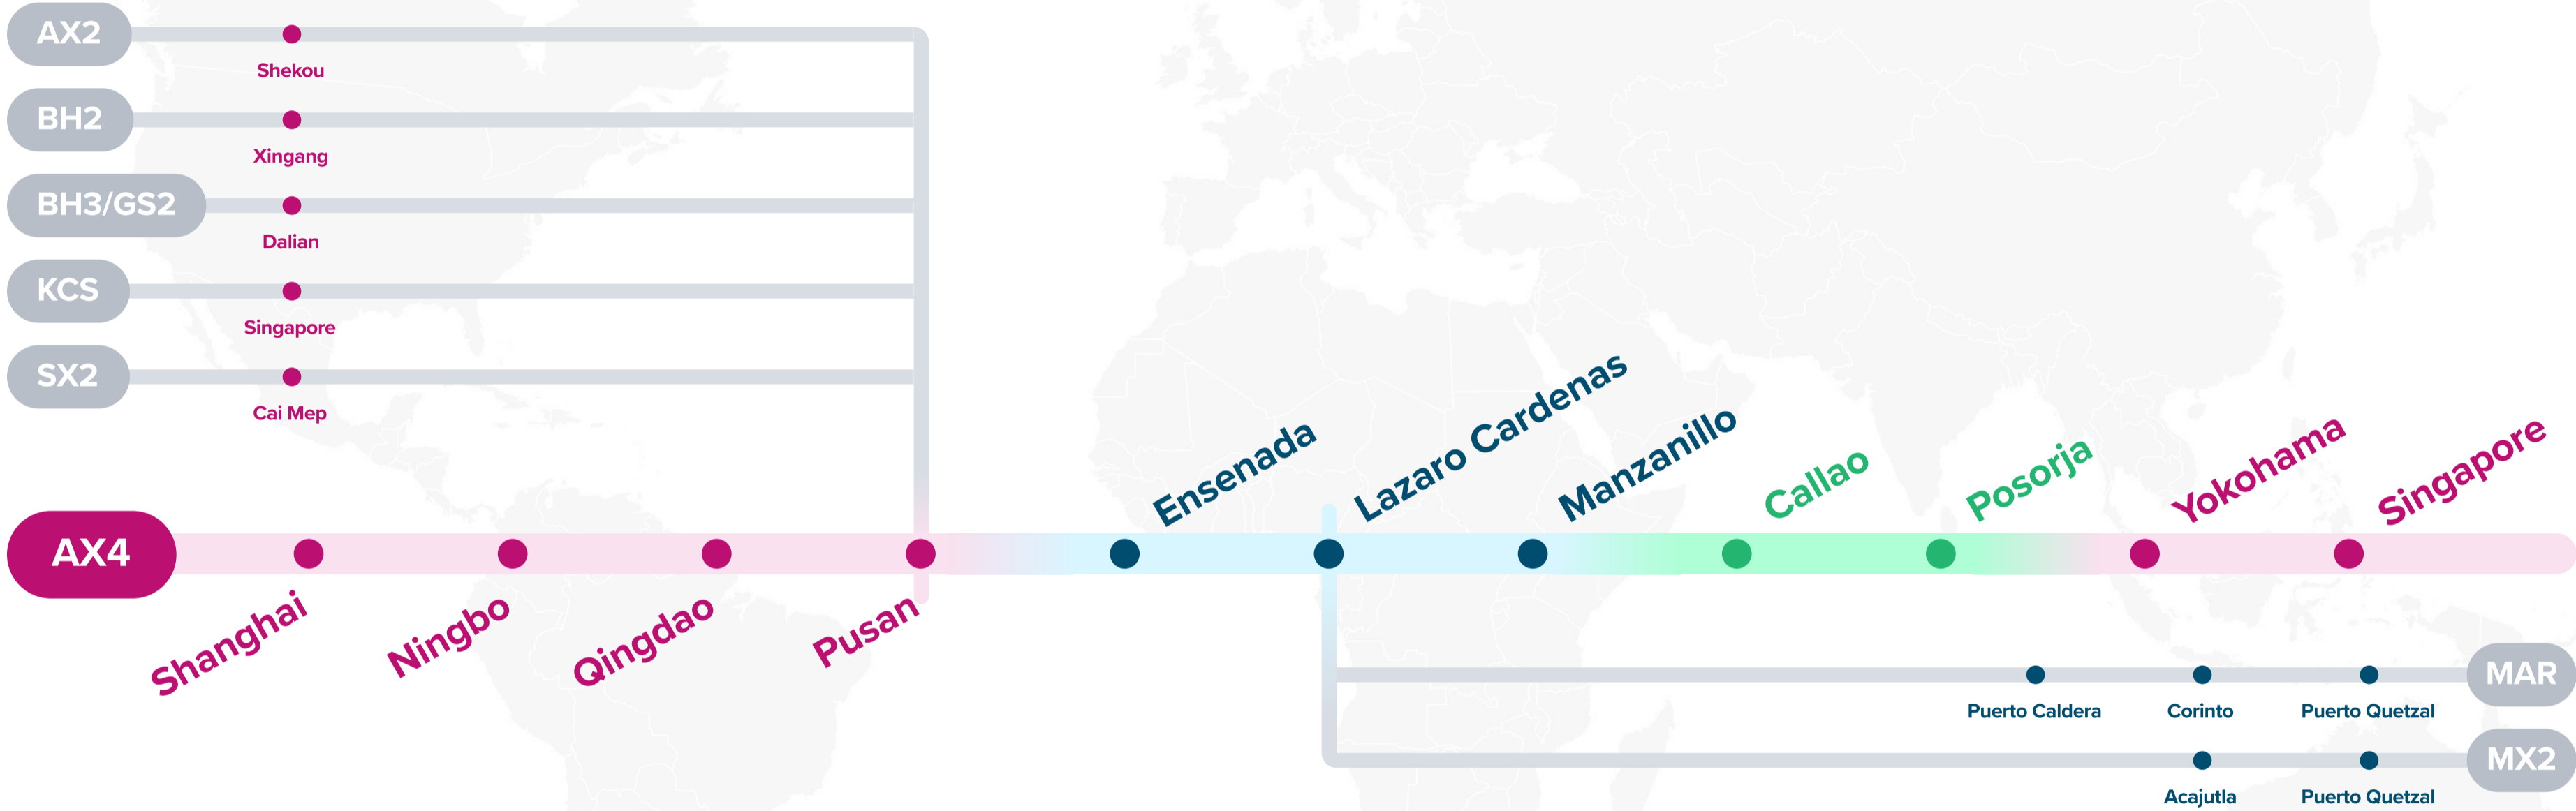 AX2
Shekou
BH2
Xingang
BH3/GS2
Dalian
KCS
Singapore
SX2
Cai Mep
AX4
Shanghai
Ningbo
Qingdao
Pusan
Ensenada
Lazaro Cardenas
Manzanillo
Callao
Posorja
Yokohama
Singapore
Puerto Caldera
Corinto
Puerto Quetzal
MAR
Acajutla
Puerto Quetzal
MX2